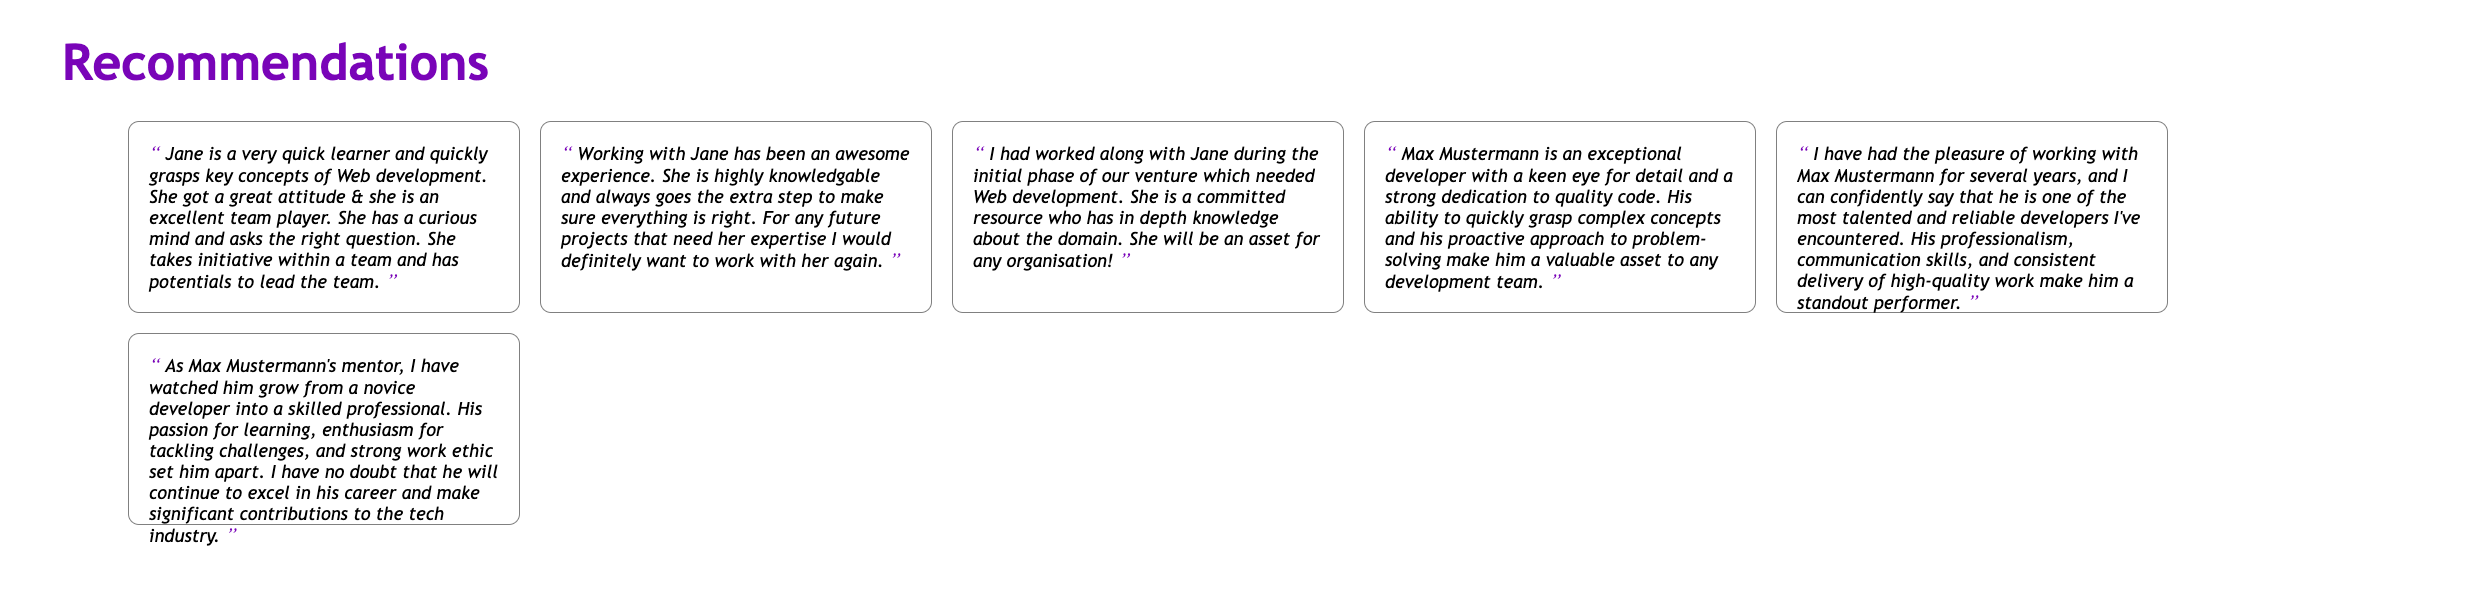 Recommendations
“ Jane is a very quick learner and quickly
grasps key concepts of Web development.
She got a great attitude & she is an
excellent team player. She has a curious
mind and asks the right question. She
takes initiative within a team and has
potentials to lead the team. ”
“ Working with Jane has been an awesome
experience. She is highly knowledgable
and always goes the extra step to make
sure everything is right. For any future
projects that need her expertise I would
definitely want to work with her again. ”
“ I had worked along with Jane during the
initial phase of our venture which needed
Web development. She is a committed
resource who has in depth knowledge
about the domain. She will be an asset for
any organisation! ”
“ Max Mustermann is an exceptional
developer with a keen eye for detail and a
strong dedication to quality code. His
ability to quickly grasp complex concepts
and his proactive approach to problem-
solving make him a valuable asset to any
development team. ”
“ I have had the pleasure of working with
Max Mustermann for several years, and I
can confidently say that he is one of the
most talented and reliable developers I've
encountered. His professionalism,
communication skills, and consistent
delivery of high-quality work make him a
standout performer. ”
“ As Max Mustermann's mentor, I have
watched him grow from a novice
developer into a skilled professional. His
passion for learning, enthusiasm for
tackling challenges, and strong work ethic
set him apart. I have no doubt that he will
continue to excel in his career and make
significant contributions to the tech
industry. ”